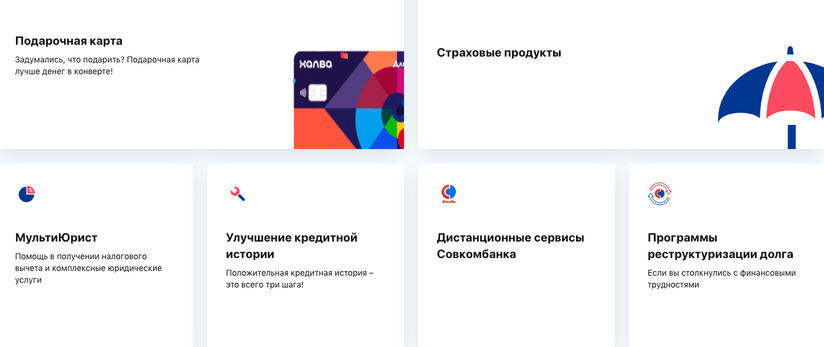 Подарочная карта
Задумались, что подарить? Подарочная карта
лучше денег в конверте!
халва
Страховые продукты
МультиЮрист
Помощь в получении налогового
вычета и комплексные юридические
услуги
Улучшение кредитной
истории
Положительная кредитная история –
это всего три шага!
Дистанционные сервисы
Совкомбанка
Программы
реструктуризации долга
Если вы столкнулись с финансовыми
трудностями